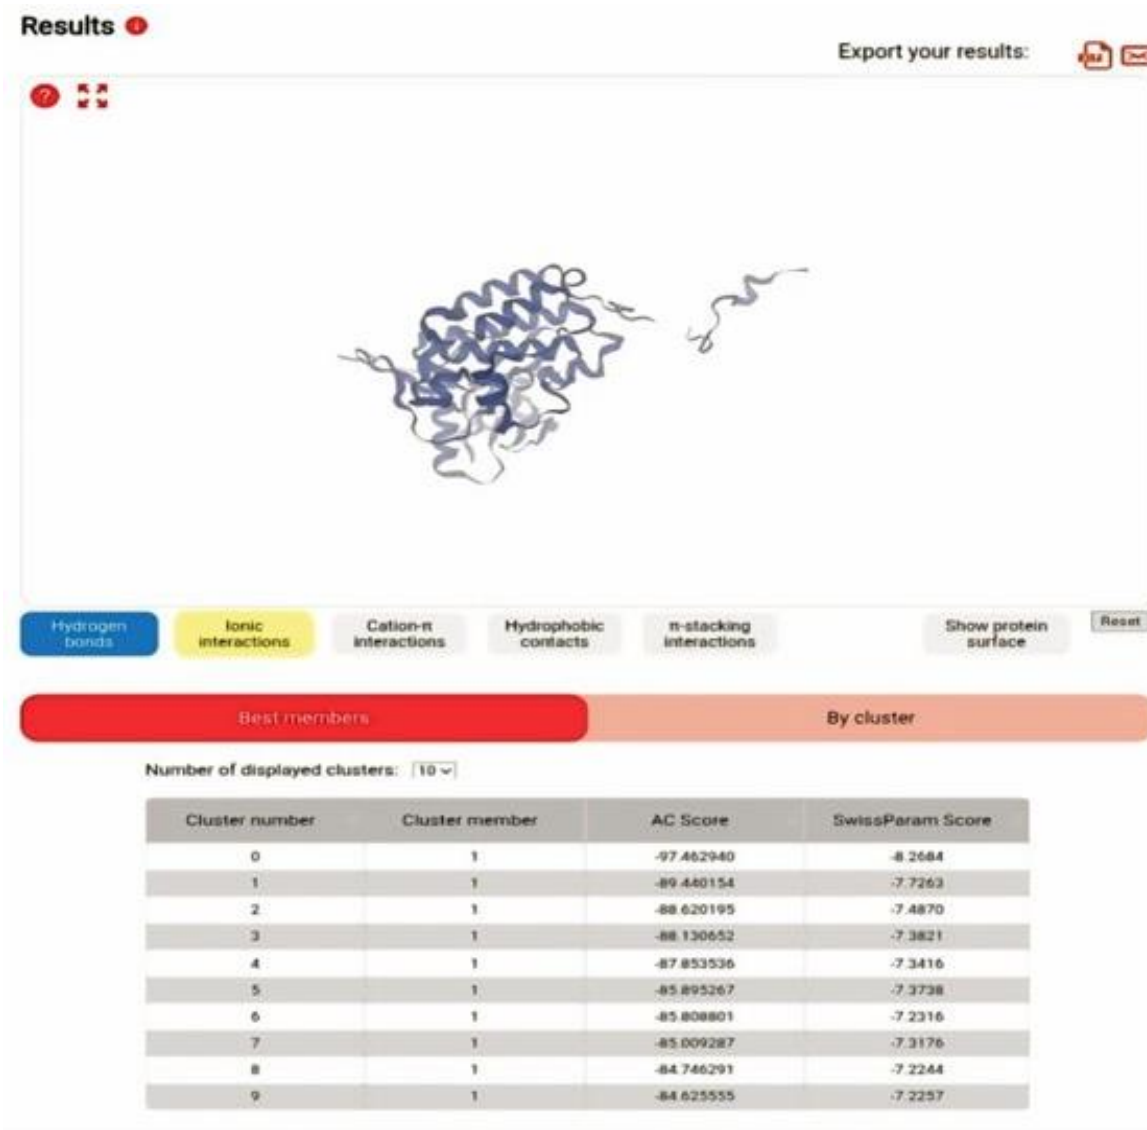 Results
Export your results:
?
Hydrogen bonds
Ionic interactions
Cation-π interactions
Hydrophobic contacts
π-stacking interactions
Show protein surface
Reset
Best members
By cluster
Number of displayed clusters: 10
Cluster number Cluster member AC Score SwissParam Score
0 1 -97.462940 -8.2684
1 1 -89.440154 -7.7263
2 1 -88.620195 -7.4870
3 1 -88.130652 -7.3821
4 1 -87.853536 -7.3416
5 1 -85.895267 -7.3738
6 1 -85.808801 -7.2316
7 1 -85.009287 -7.3176
8 1 -84.746291 -7.2244
9 1 -84.625555 -7.2257